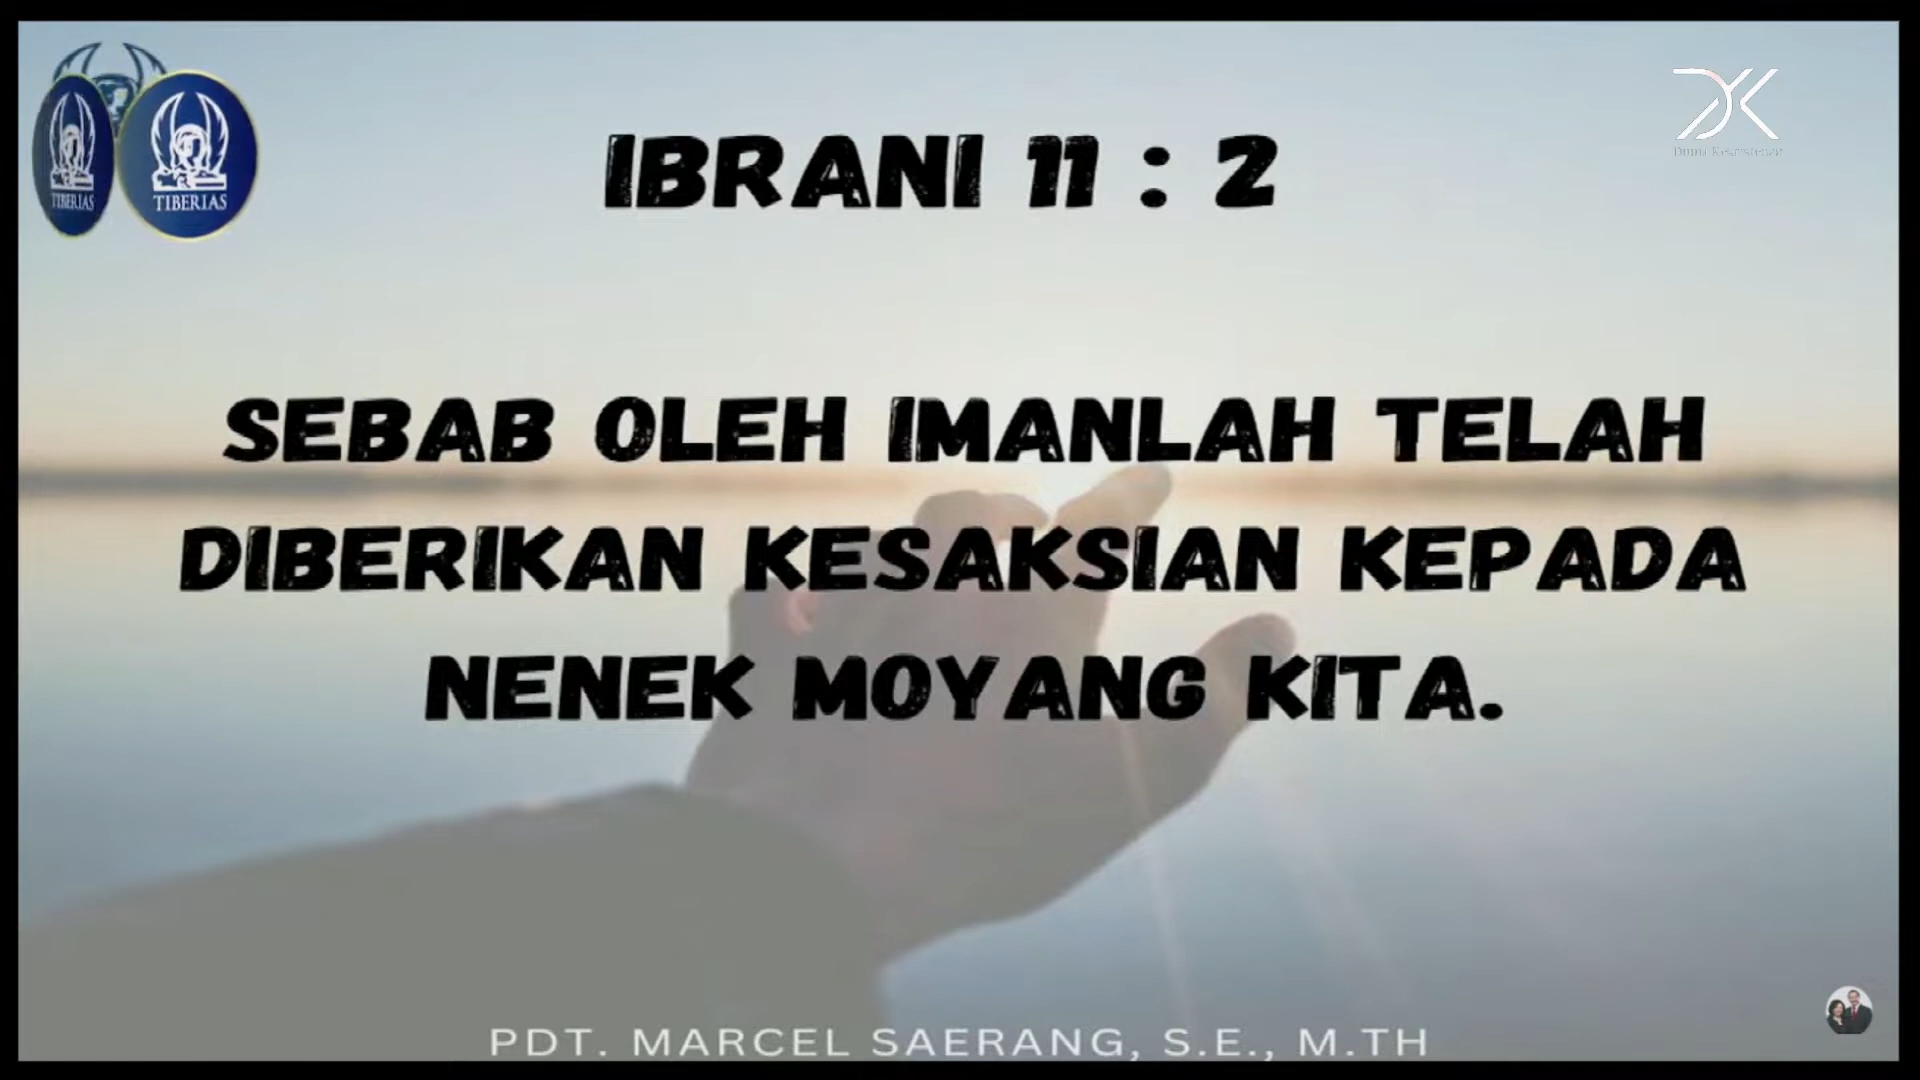 TIBERIAS
TIBERIAS
IBRANI 11 : 2
SEBAB OLEH IMANLAH TELAH
DIBERIKAN KESAKSIAN KEPADA
NENEK MOYANG KITA.
PDT. MARCEL SAERANG, S.E., M.TH